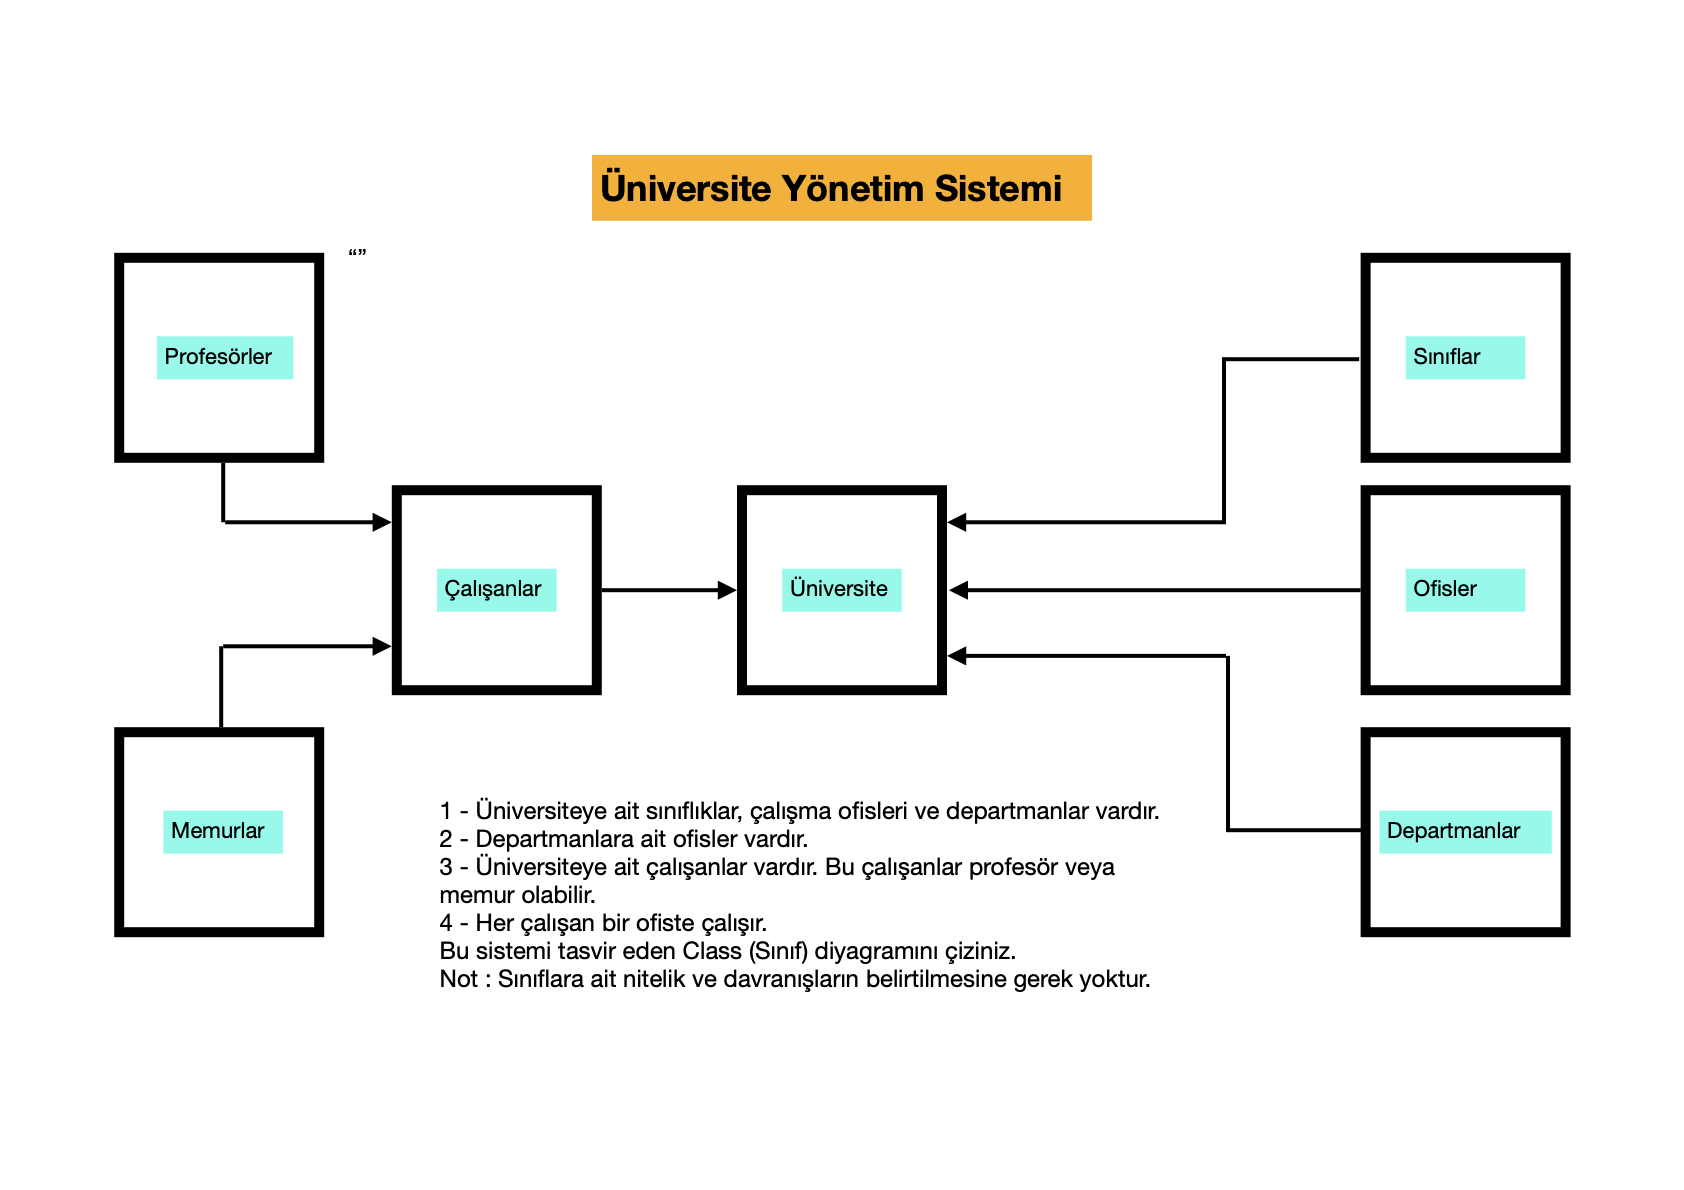 Üniversite Yönetim Sistemi
“”
Profesörler
Sınıflar
Çalışanlar
Üniversite
Ofisler
Memurlar
Departmanlar
1 - Üniversiteye ait sınıflıklar, çalışma ofisleri ve departmanlar vardır.
2 - Departmanlara ait ofisler vardır.
3 - Üniversiteye ait çalışanlar vardır. Bu çalışanlar profesör veya
memur olabilir.
4 - Her çalışan bir ofiste çalışır.
Bu sistemi tasvir eden Class (Sınıf) diyagramını çiziniz.
Not : Sınıflara ait nitelik ve davranışların belirtilmesine gerek yoktur.